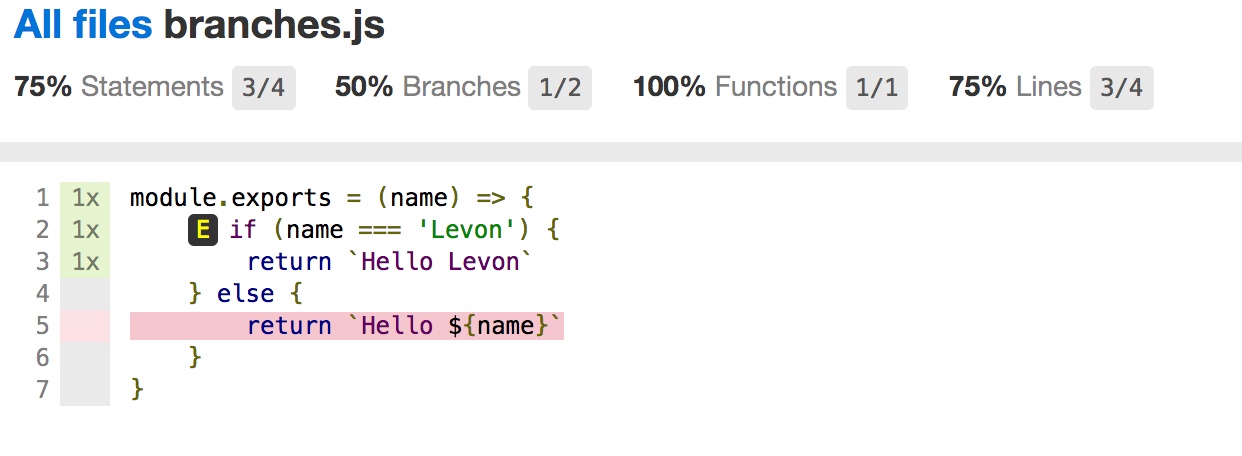 All files branches.js
75% Statements 3/4 50% Branches 1/2 100% Functions 1/1 75% Lines 3/4
1 1x module.exports = (name) => {
2 1x E if (name === 'Levon') {
3 1x return `Hello Levon`
4 } else {
5 return `Hello ${name}`
6 }
7 }